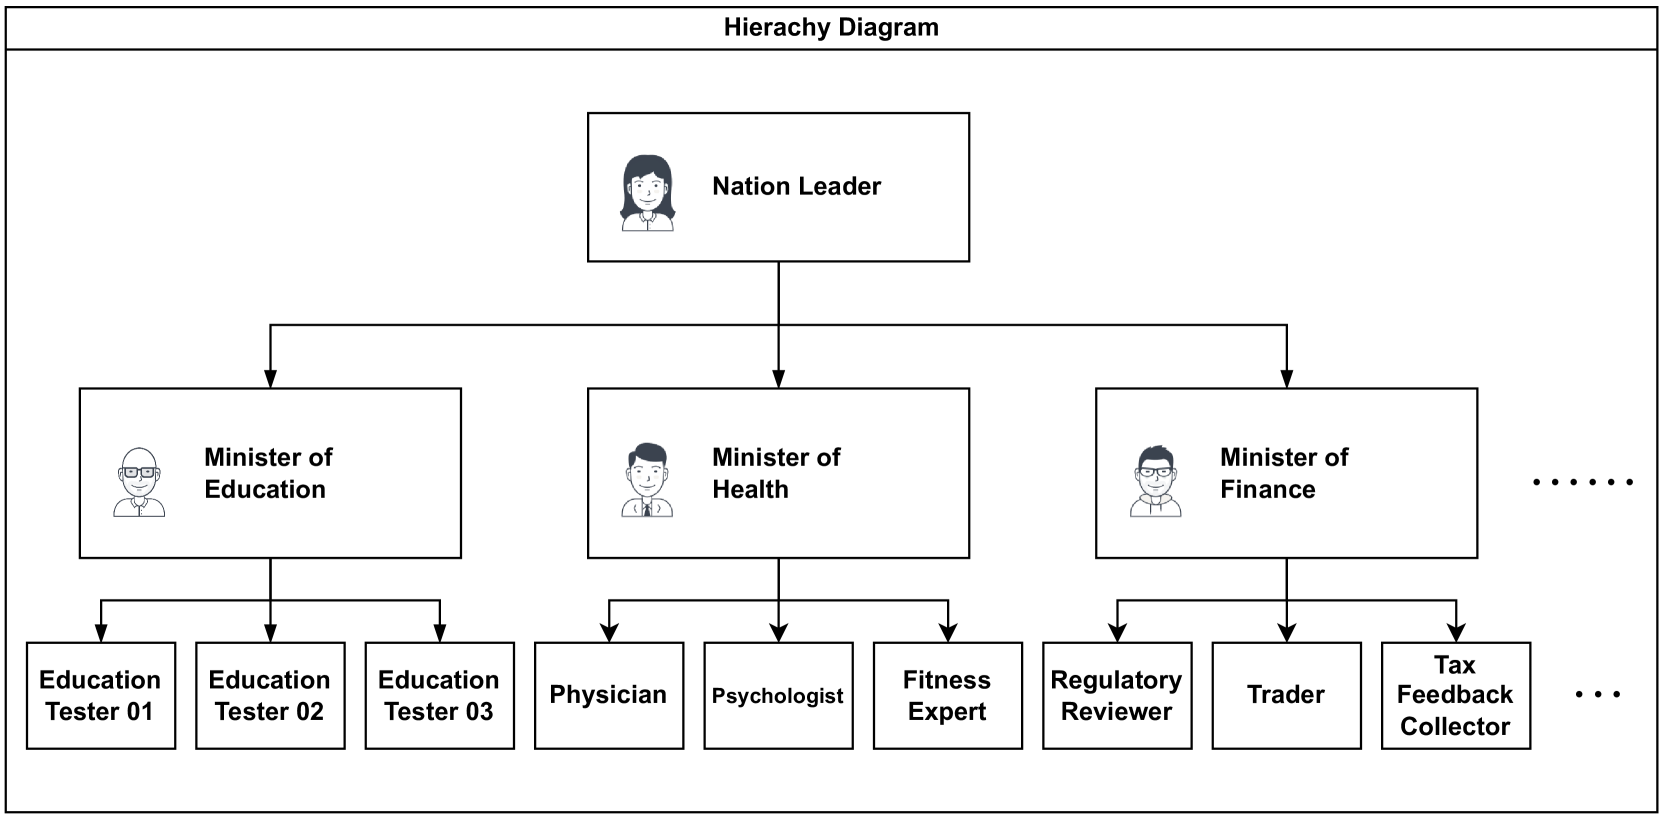 Hierachy Diagram
Nation Leader
Minister of
Education
Minister of
Health
Minister of
Finance
......
Education
Tester 01
Education
Tester 02
Education
Tester 03
Physician
Psychologist
Fitness
Expert
Regulatory
Reviewer
Trader
Tax
Feedback
Collector
...